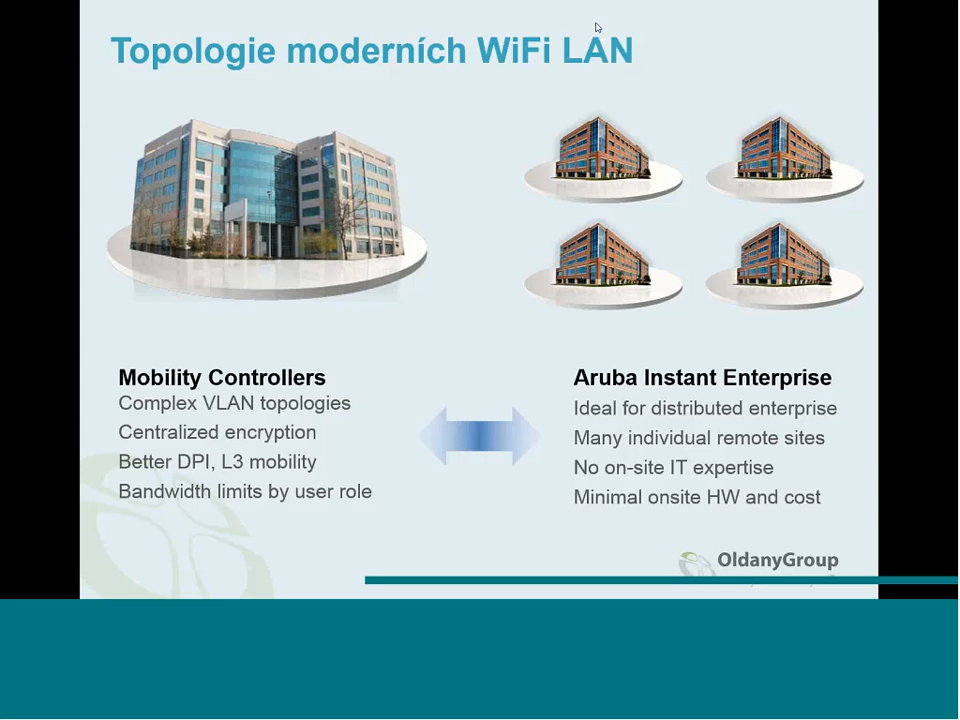 Topologie moderních WiFi LAN
Mobility Controllers
Complex VLAN topologies
Centralized encryption
Better DPI, L3 mobility
Bandwidth limits by user role
Aruba Instant Enterprise
Ideal for distributed enterprise
Many individual remote sites
No on-site IT expertise
Minimal onsite HW and cost
OldanyGroup